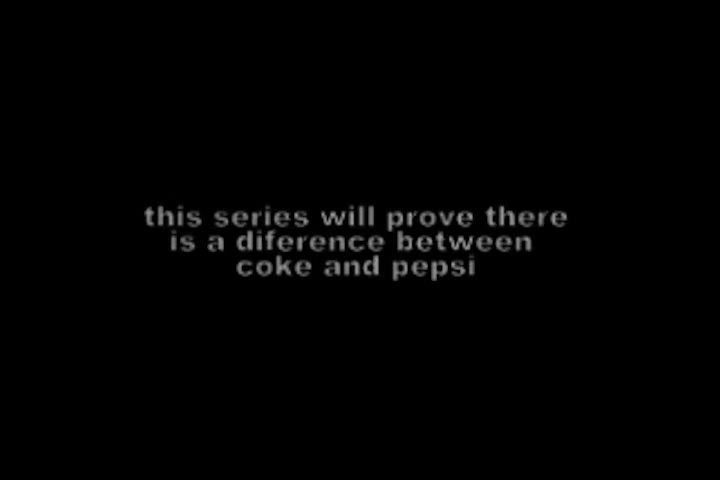 this series will prove there
is a diference between
coke and pepsi